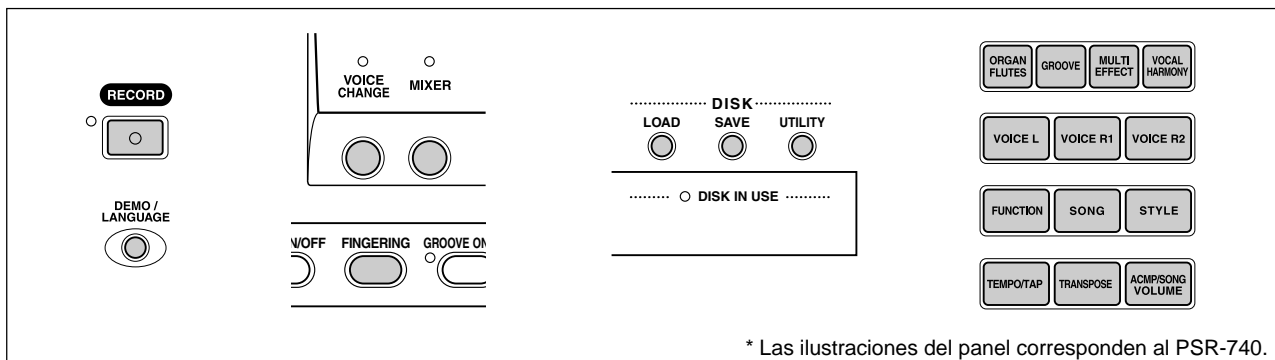 RECORD
DEMO /
LANGUAGE
VOICE
CHANGE
MIXER
N/OFF
FINGERING
GROOVE ON
DISK
LOAD
SAVE
UTILITY
DISK IN USE
ORGAN
FLUTES
GROOVE
MULTI
EFFECT
VOCAL
HARMONY
VOICE L
VOICE R1
VOICE R2
FUNCTION
SONG
STYLE
TEMPO/TAP
TRANSPOSE
ACMP/SONG
VOLUME
* Las ilustraciones del panel corresponden al PSR-740.